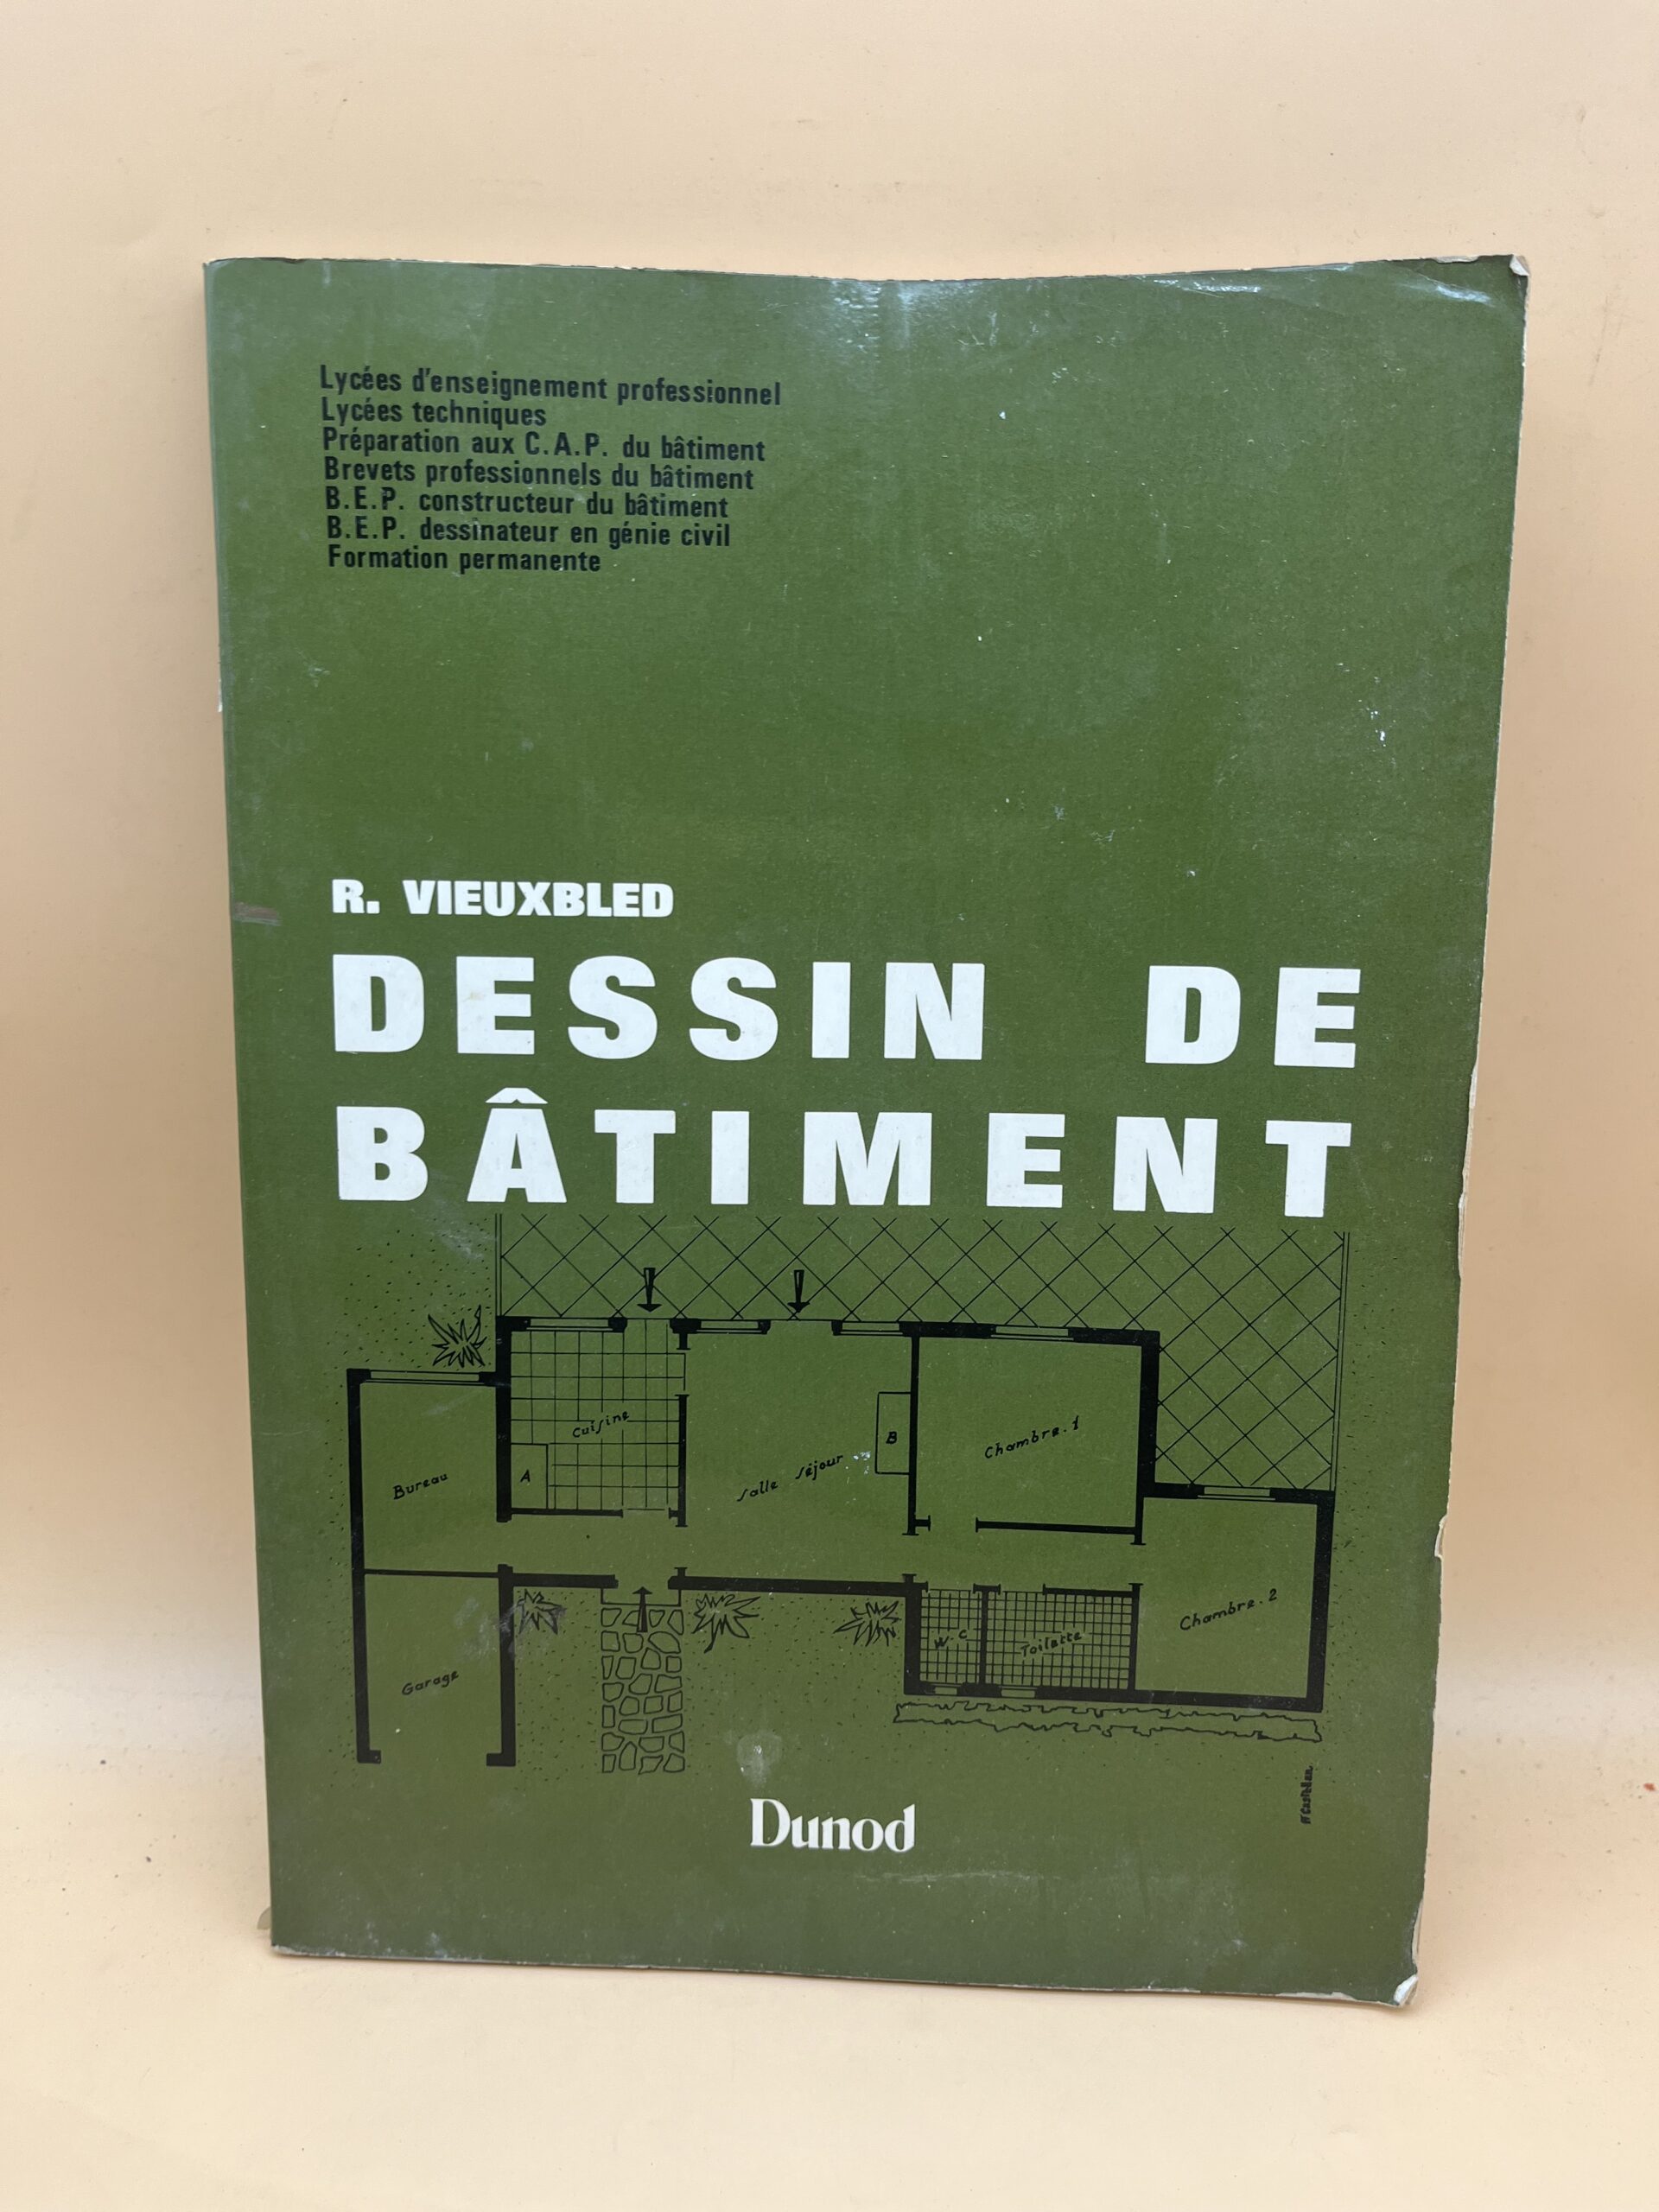 Lycées d'enseignement professionnel
Lycées techniques
Préparation aux C.A.P. du bâtiment
Brevets professionnels du bâtiment
B.E.P. constructeur du bâtiment
B.E.P. dessinateur en génie civil
Formation permanente
R. VIEUXBLED
DESSIN DE
BÂTIMENT
Cuisine
A
Bureau
Salle Séjour
B
Chambre.1
Chambre.2
W.C
Toilette
Garage
Dunod